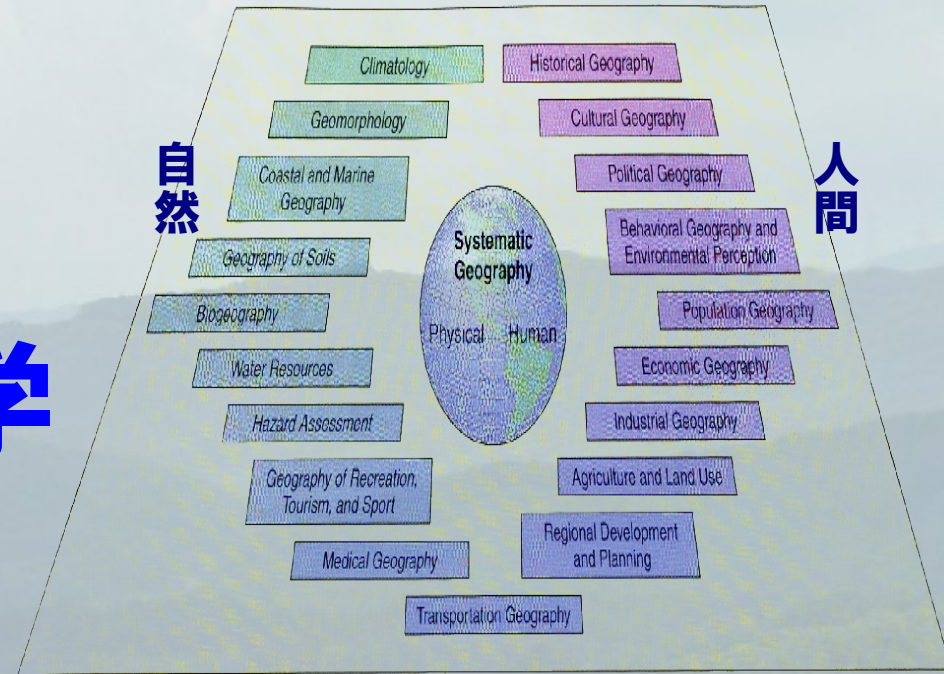 Climatology
Geomorphology
Coastal and Marine
Geography
Geography of Soils
Biogeography
Water Resources
Hazard Assessment
Geography of Recreation,
Tourism, and Sport
Medical Geography
Transportation Geography
自然
学
Systematic
Geography
Physical Human
Historical Geography
Cultural Geography
Political Geography
Behavioral Geography and
Environmental Perception
Population Geography
Economic Geography
Industrial Geography
Agriculture and Land Use
Regional Development
and Planning
人間